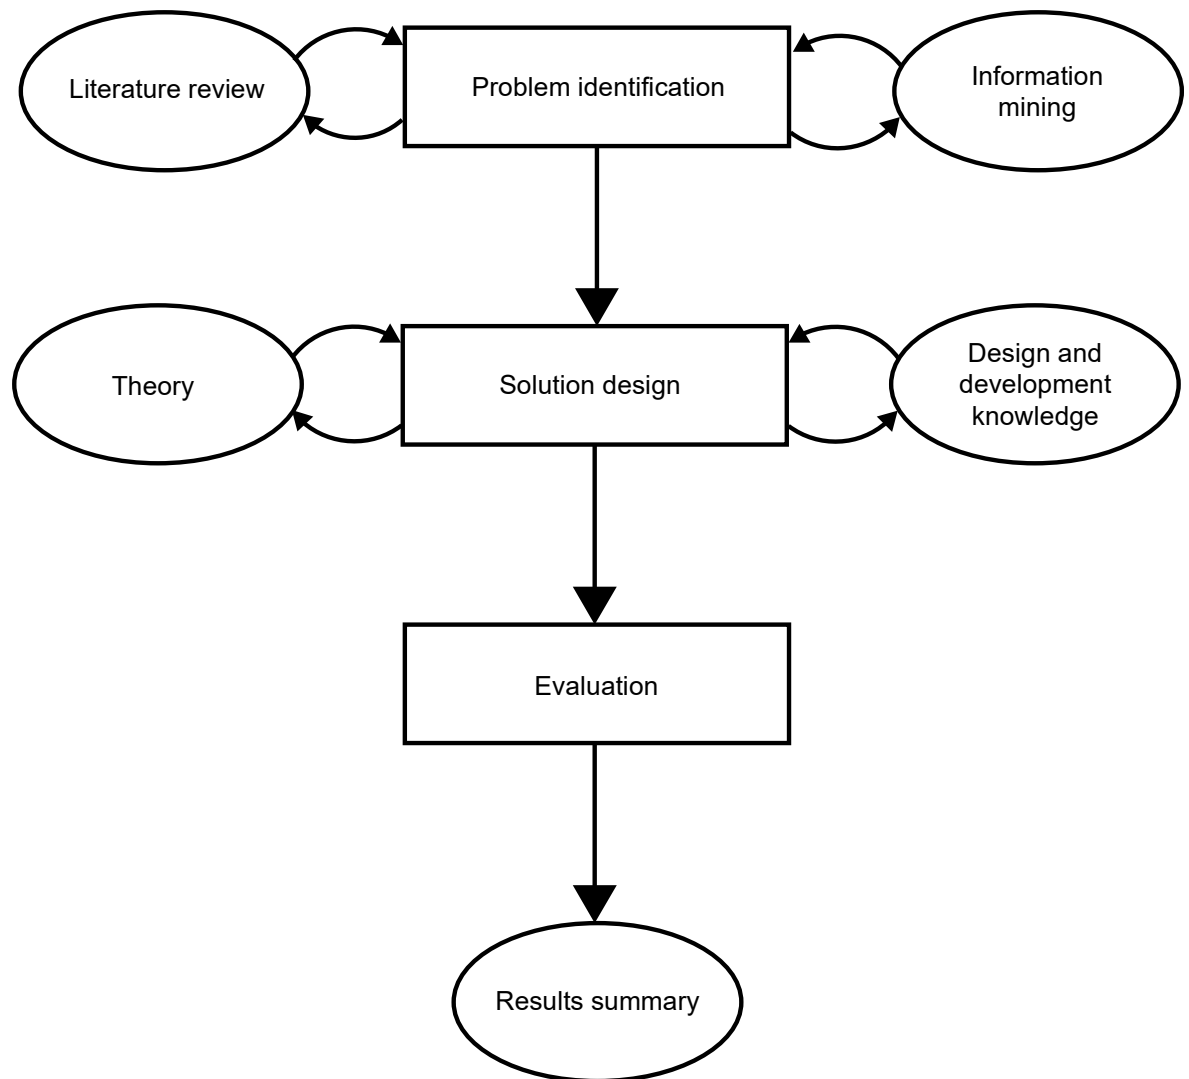 Literature review
Problem identification
Information
mining
Theory
Solution design
Design and
development
knowledge
Evaluation
Results summary